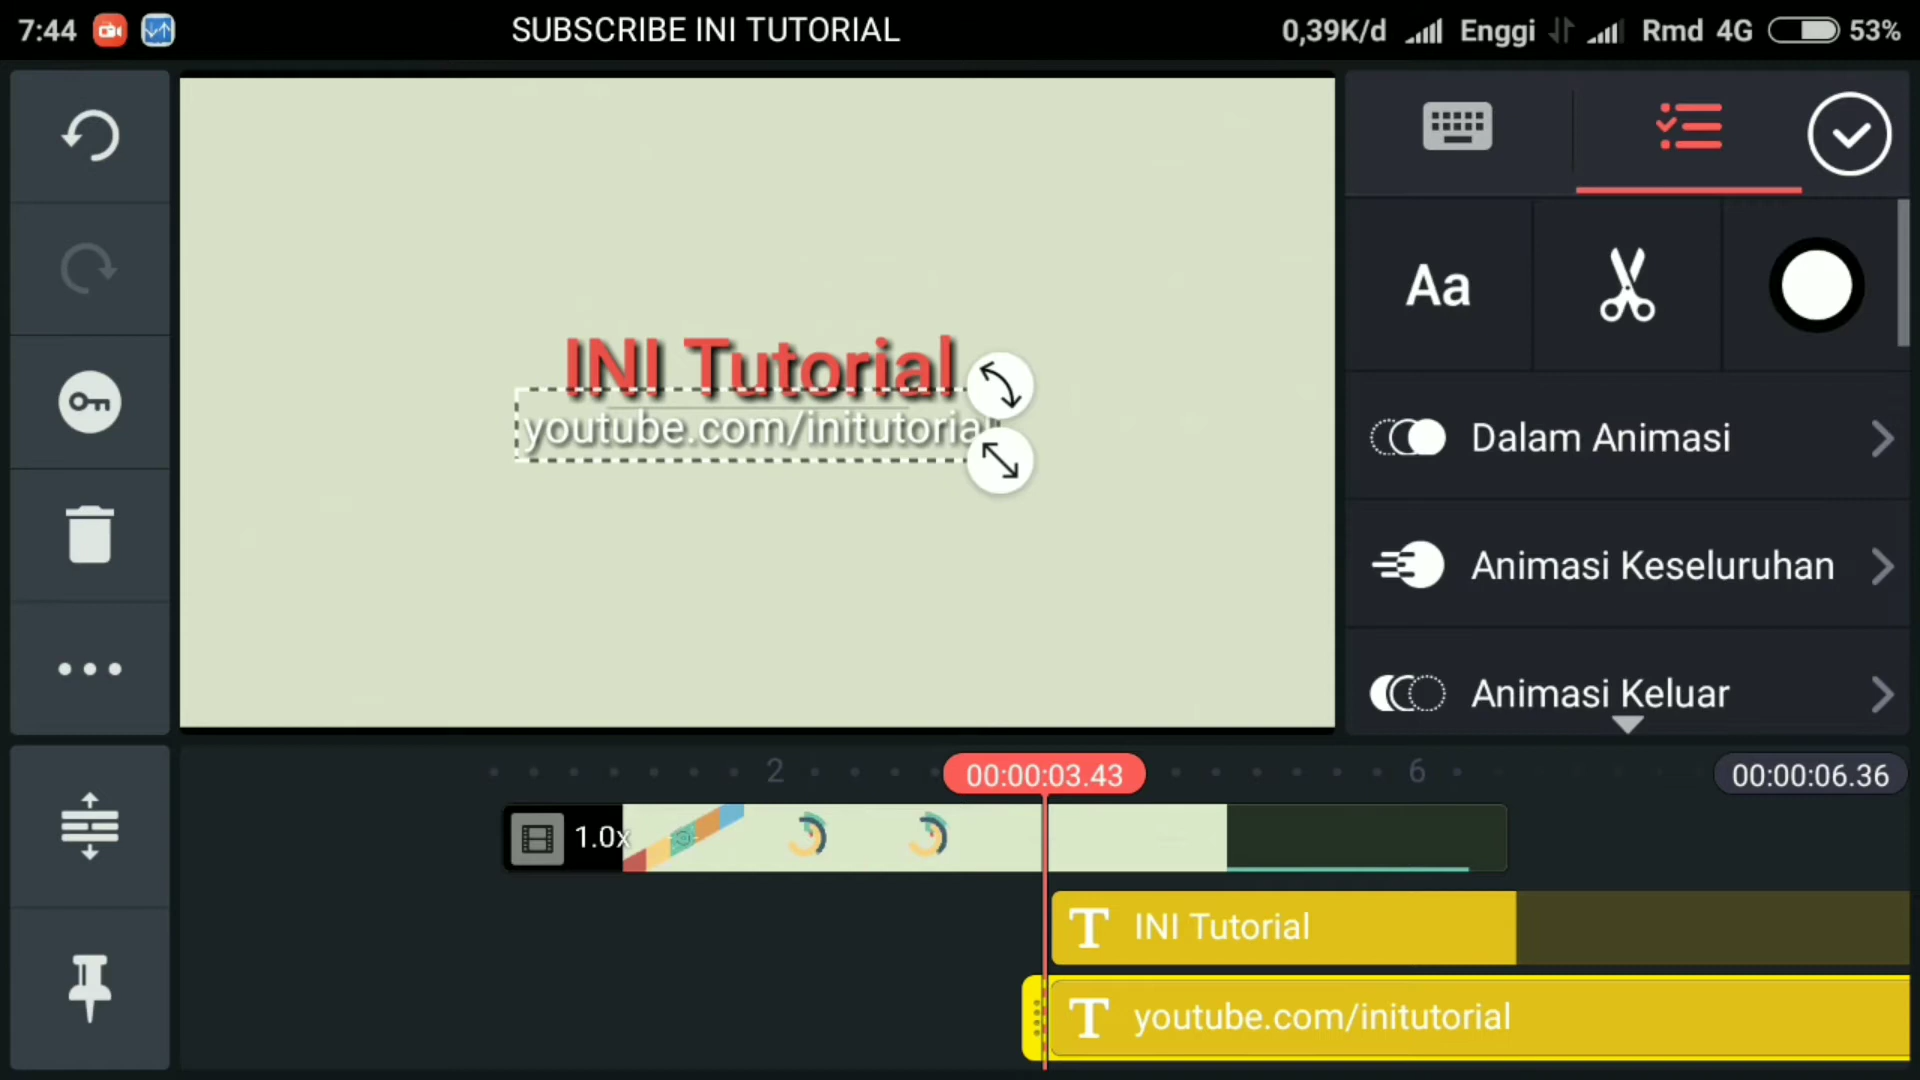 7:44 SUBSCRIBE INI TUTORIAL 0,39K/d Enggi Rmd 4G 53%
INI Tutorial
youtube.com/initutorial
Aa
Dalam Animasi
Animasi Keseluruhan
Animasi Keluar
2 00:00:03.43 6 00:00:06.36
1.0x
T INI Tutorial
T youtube.com/initutorial